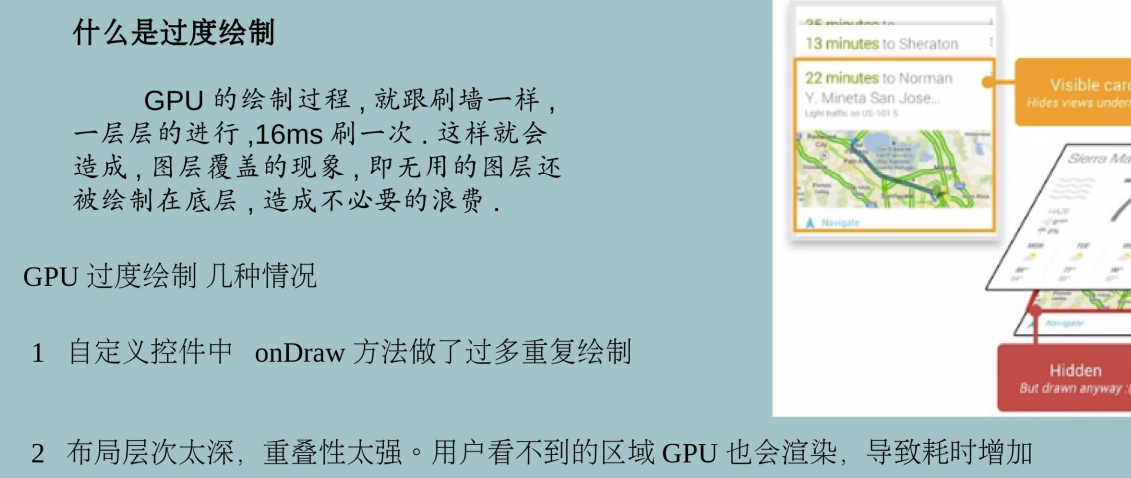 什么是过度绘制
GPU 的绘制过程 , 就跟刷墙一样 ,
一层层的进行 ,16ms 刷一次 . 这样就会
造成 , 图层覆盖的现象 , 即无用的图层还
被绘制在底层 , 造成不必要的浪费 .
GPU 过度绘制 几种情况
1 自定义控件中 onDraw 方法做了过多重复绘制
2 布局层次太深，重叠性太强。用户看不到的区域 GPU 也会渲染，导致耗时增加
13 minutes to Sheraton
22 minutes to Norman
Y. Mineta San Jose...
Light traffic on US-101 S
Navigate
Visible card
Hides views undern
Sierra Ma
HAZE
MON TUE
Navigate
Hidden
But drawn anyway :(